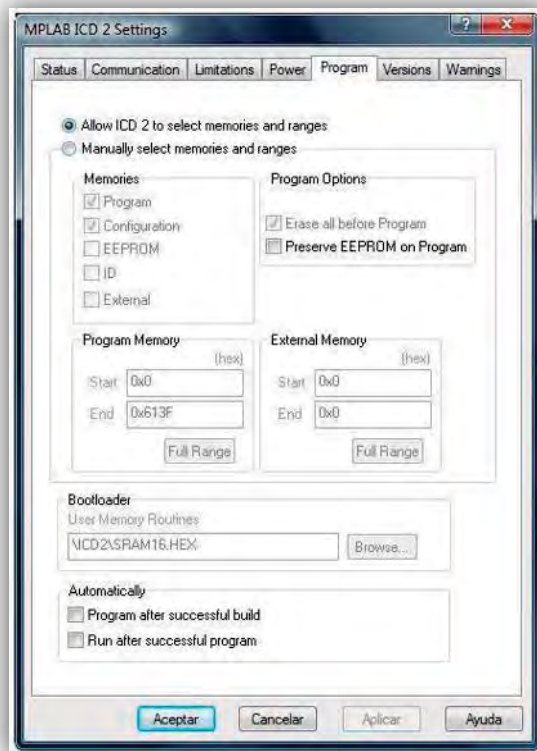 MPLAB ICD 2 Settings
Status Communication Limitations Power Program Versions Warnings
Allow ICD 2 to select memories and ranges
Manually select memories and ranges
Memories
Program
Configuration
EEPROM
ID
External
Program Options
Erase all before Program
Preserve EEPROM on Program
Program Memory
(hex)
Start 0x0
End 0x613F
Full Range
External Memory
(hex)
Start 0x0
End 0x0
Full Range
Bootloader
User Memory Routines
\ICD2\SRAM16.HEX Browse...
Automatically
Program after successful build
Run after successful program
Aceptar Cancelar Aplicar Ayuda